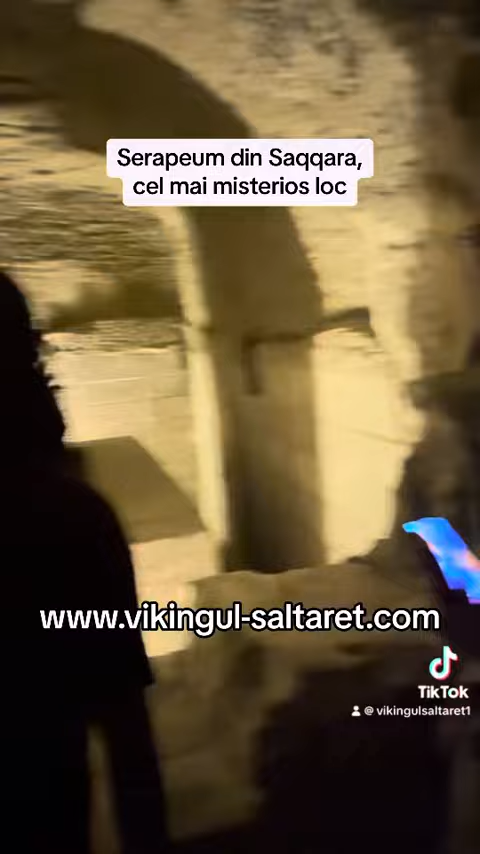 Serapeum din Saqqara,
cel mai misterios loc
www.vikingul-saltaret.com
TikTok
@ vikingulsaltaret1